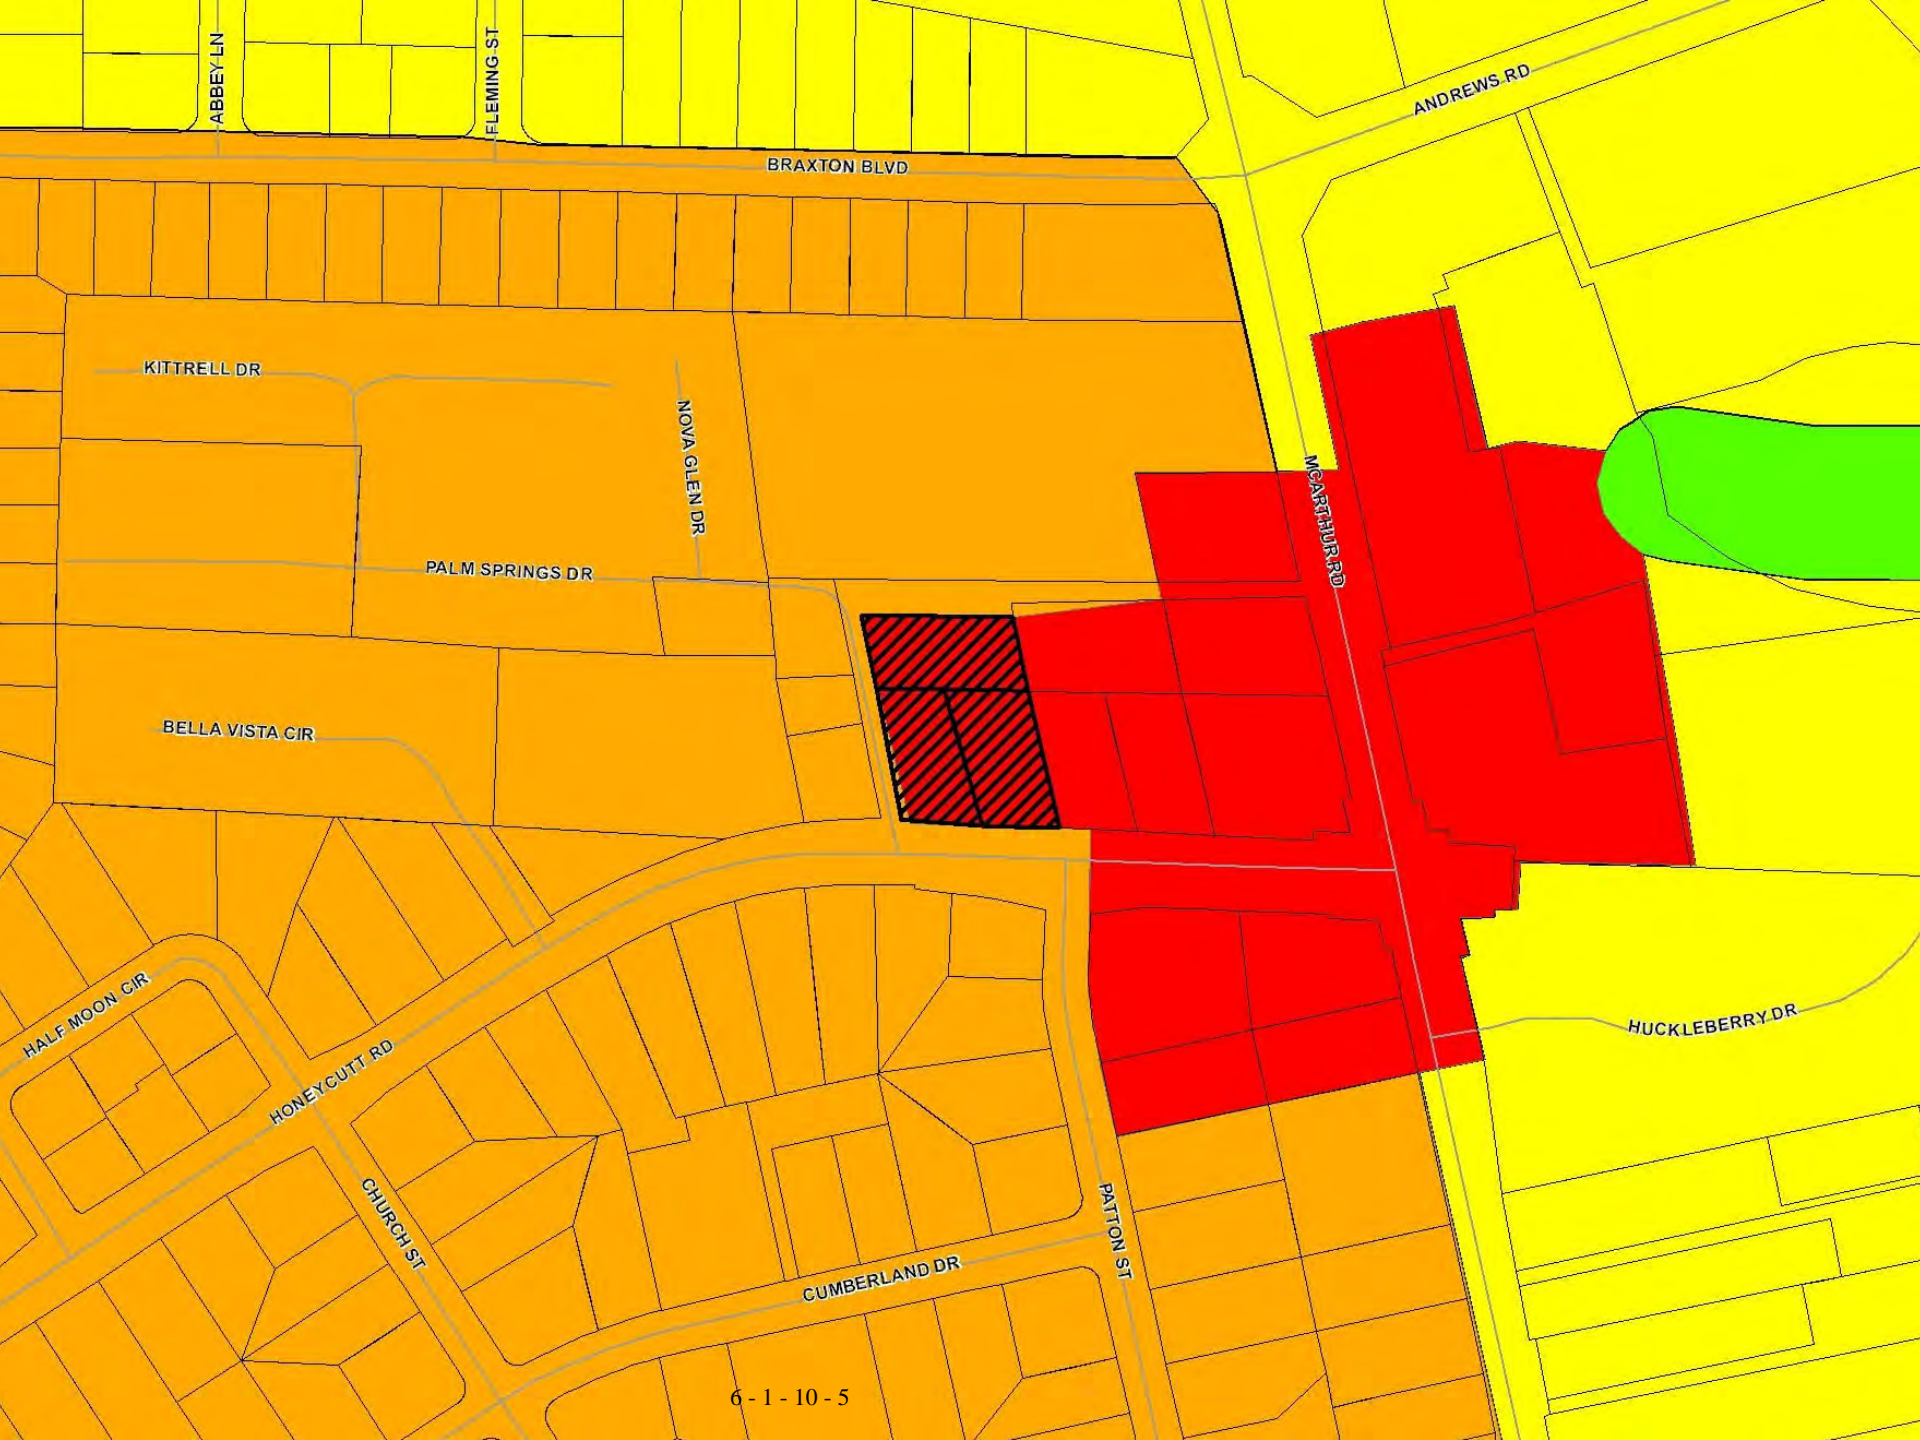 ABBEY LN
FLEMING ST
ANDREWS RD
BRAXTON BLVD
KITTRELL DR
NOVA GLEN DR
MCARTHUR RD
PALM SPRINGS DR
BELLA VISTA CIR
HALF MOON CIR
HONEYCUTT RD
HUCKLEBERRY DR
CHURCH ST
PATTON ST
CUMBERLAND DR
6 - 1 - 10 - 5